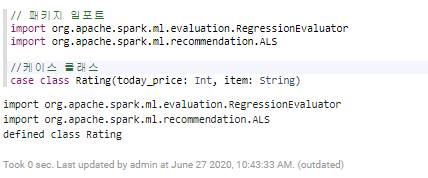 // 패키지 임포트
import org.apache.spark.ml.evaluation.RegressionEvaluator
import org.apache.spark.ml.recommendation.ALS
//케이스 클래스
case class Rating(today_price: Int, item: String)
import org.apache.spark.ml.evaluation.RegressionEvaluator
import org.apache.spark.ml.recommendation.ALS
defined class Rating
Took 0 sec. Last updated by admin at June 27 2020, 10:43:33 AM. (outdated)